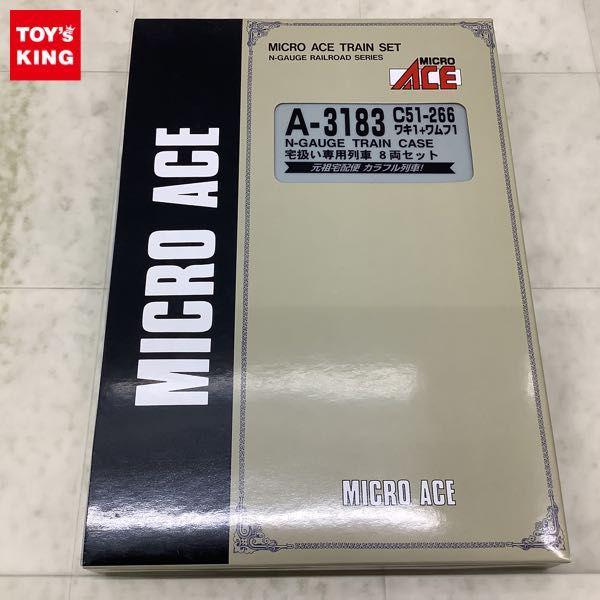 TOY'S
KING
MICRO ACE TRAIN SET
N-GAUGE RAILROAD SERIES
MICRO
ACE
A-3183 C51-266
ワキ1+ワムフ1
N-GAUGE TRAIN CASE
宅扱い専用列車 8両セット
元祖宅配便 カラフル列車!
MICRO ACE
MICRO ACE